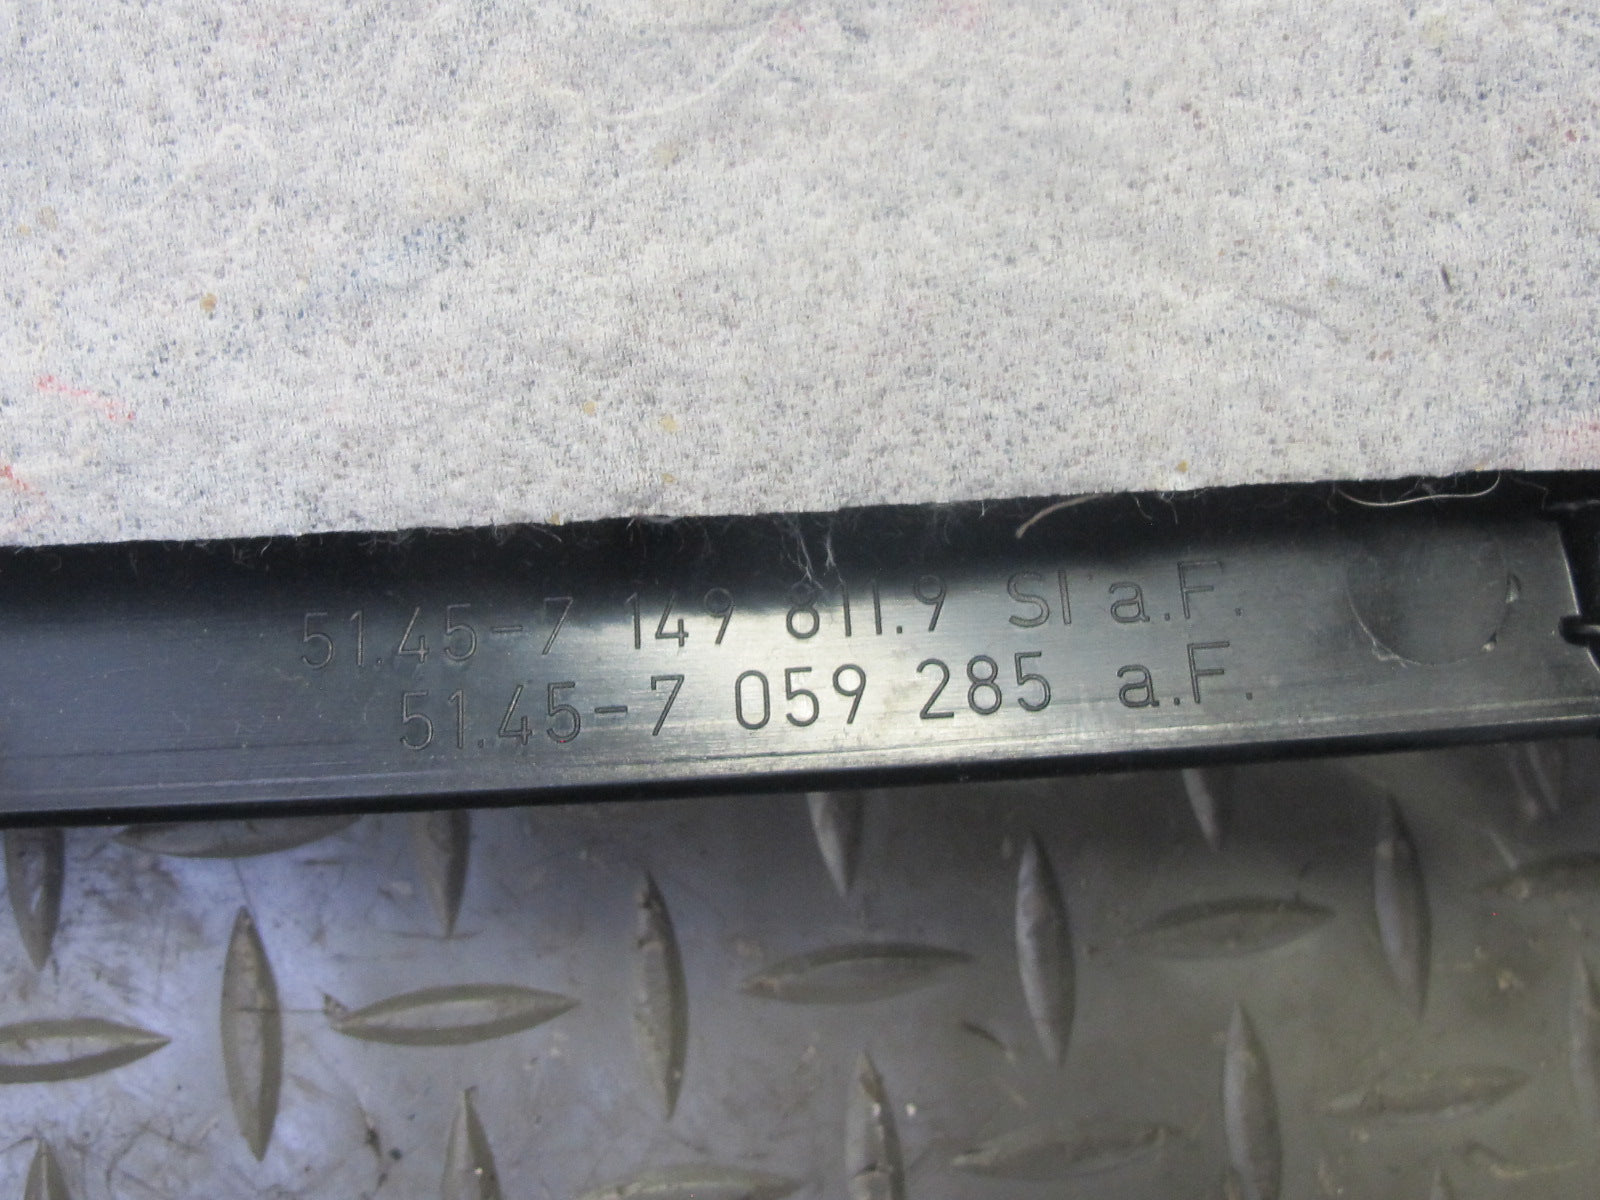 51.45-7 149 811.9 SI a.F.
51.45-7 059 285 a.F.